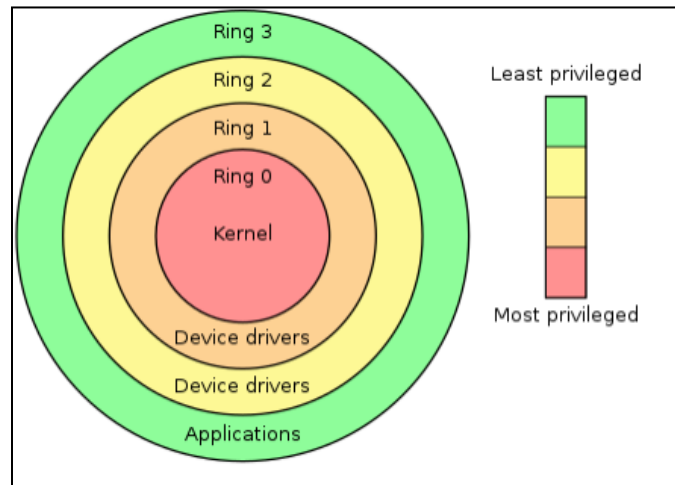 Ring 3
Ring 2
Ring 1
Ring 0
Kernel
Device drivers
Device drivers
Applications
Least privileged
Most privileged